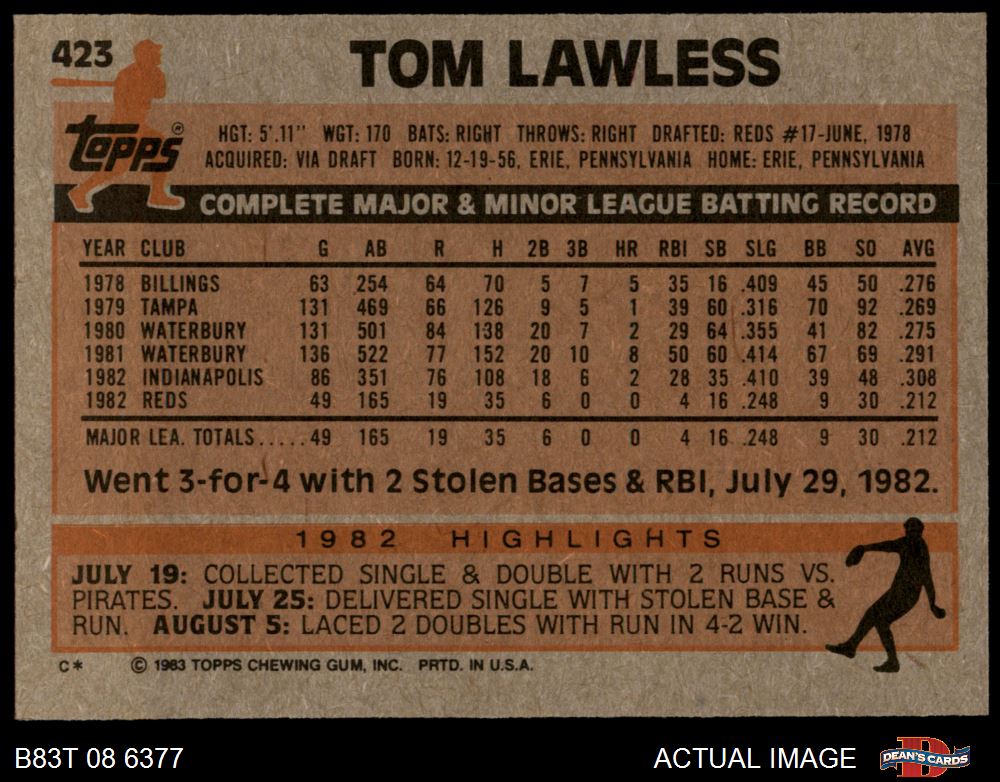 423
TOM LAWLESS
Topps®
HGT: 5'.11" WGT: 170 BATS: RIGHT THROWS: RIGHT DRAFTED: REDS #17-JUNE, 1978
ACQUIRED: VIA DRAFT BORN: 12-19-56, ERIE, PENNSYLVANIA HOME: ERIE, PENNSYLVANIA
COMPLETE MAJOR & MINOR LEAGUE BATTING RECORD
YEAR CLUB G AB R H 2B 3B HR RBI SB SLG BB SO AVG
1978 BILLINGS 63 254 64 70 5 7 5 35 16 .409 45 50 .276
1979 TAMPA 131 469 66 126 9 5 1 39 60 .316 70 92 .269
1980 WATERBURY 131 501 84 138 20 7 2 29 64 .355 41 82 .275
1981 WATERBURY 136 522 77 152 20 10 8 50 60 .414 67 69 .291
1982 INDIANAPOLIS 86 351 76 108 18 6 2 28 35 .410 39 48 .308
1982 REDS 49 165 19 35 6 0 0 4 16 .248 9 30 .212
MAJOR LEA. TOTALS.....49 165 19 35 6 0 0 4 16 .248 9 30 .212
Went 3-for-4 with 2 Stolen Bases & RBI, July 29, 1982.
1982 HIGHLIGHTS
JULY 19: COLLECTED SINGLE & DOUBLE WITH 2 RUNS VS.
PIRATES. JULY 25: DELIVERED SINGLE WITH STOLEN BASE &
RUN. AUGUST 5: LACED 2 DOUBLES WITH RUN IN 4-2 WIN.
C* © 1983 TOPPS CHEWING GUM, INC. PRTD. IN U.S.A.
B83T 08 6377 ACTUAL IMAGE D DEAN'S CARDS